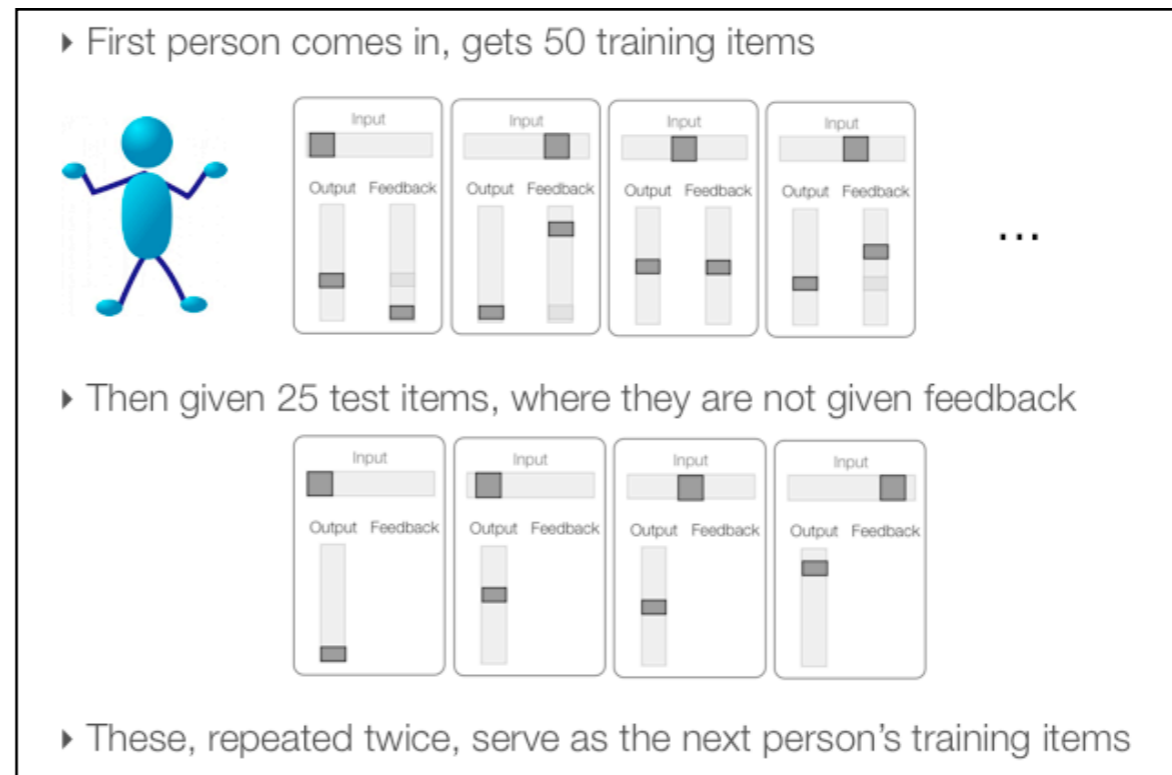 ‣ First person comes in, gets 50 training items
Input Input Input Input
Output Feedback Output Feedback Output Feedback Output Feedback
...
‣ Then given 25 test items, where they are not given feedback
Input Input Input Input
Output Feedback Output Feedback Output Feedback Output Feedback
‣ These, repeated twice, serve as the next person's training items